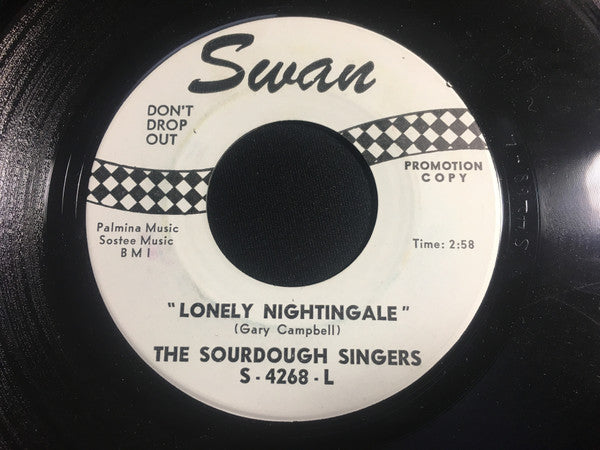 Swan
DON'T
DROP
OUT
PROMOTION
COPY
Palmina Music
Sostee Music
BMI
Time: 2:58
"LONELY NIGHTINGALE"
(Gary Campbell)
THE SOURDOUGH SINGERS
S-4268-L